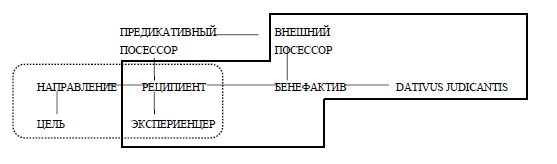 ПРЕДИКАТИВНЫЙ ВНЕШНИЙ
ПОСЕССОР ПОСЕССОР
НАПРАВЛЕНИЕ РЕЦИПИЕНТ БЕНЕФАКТИВ DATIVUS JUDICANTIS
ЦЕЛЬ ЭКСПЕРИЕНЦЕР